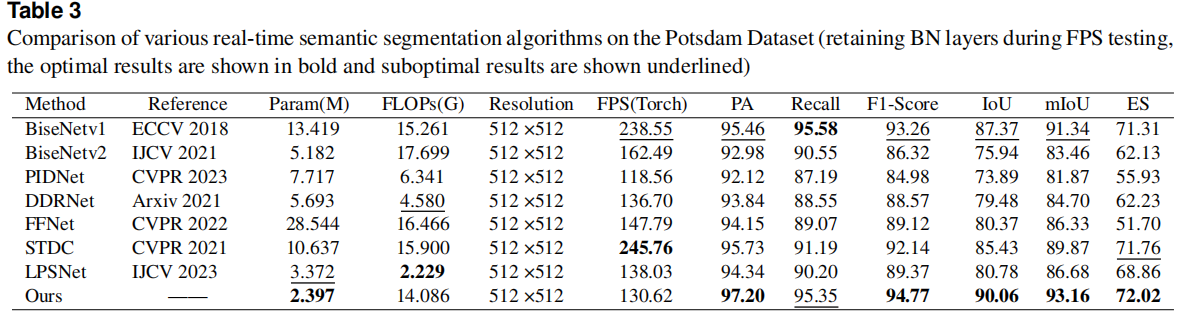 Table 3
Comparison of various real-time semantic segmentation algorithms on the Potsdam Dataset (retaining BN layers during FPS testing,
the optimal results are shown in bold and suboptimal results are shown underlined)
Method Reference Param(M) FLOPs(G) Resolution FPS(Torch) PA Recall F1-Score IoU mIoU ES
BiseNetv1 ECCV 2018 13.419 15.261 512 ×512 238.55 95.46 95.58 93.26 87.37 91.34 71.31
BiseNetv2 IJCV 2021 5.182 17.699 512 ×512 162.49 92.98 90.55 86.32 75.94 83.46 62.13
PIDNet CVPR 2023 7.717 6.341 512 ×512 118.56 92.12 87.19 84.98 73.89 81.87 55.93
DDRNet Arxiv 2021 5.693 4.580 512 ×512 136.70 93.84 88.55 88.57 79.48 84.70 62.23
FFNet CVPR 2022 28.544 16.466 512 ×512 147.79 94.15 89.07 89.12 80.37 86.33 51.70
STDC CVPR 2021 10.637 15.900 512 ×512 245.76 95.73 91.19 92.14 85.43 89.87 71.76
LPSNet IJCV 2023 3.372 2.229 512 ×512 138.03 94.34 90.20 89.37 80.78 86.68 68.86
Ours —— 2.397 14.086 512 ×512 130.62 97.20 95.35 94.77 90.06 93.16 72.02